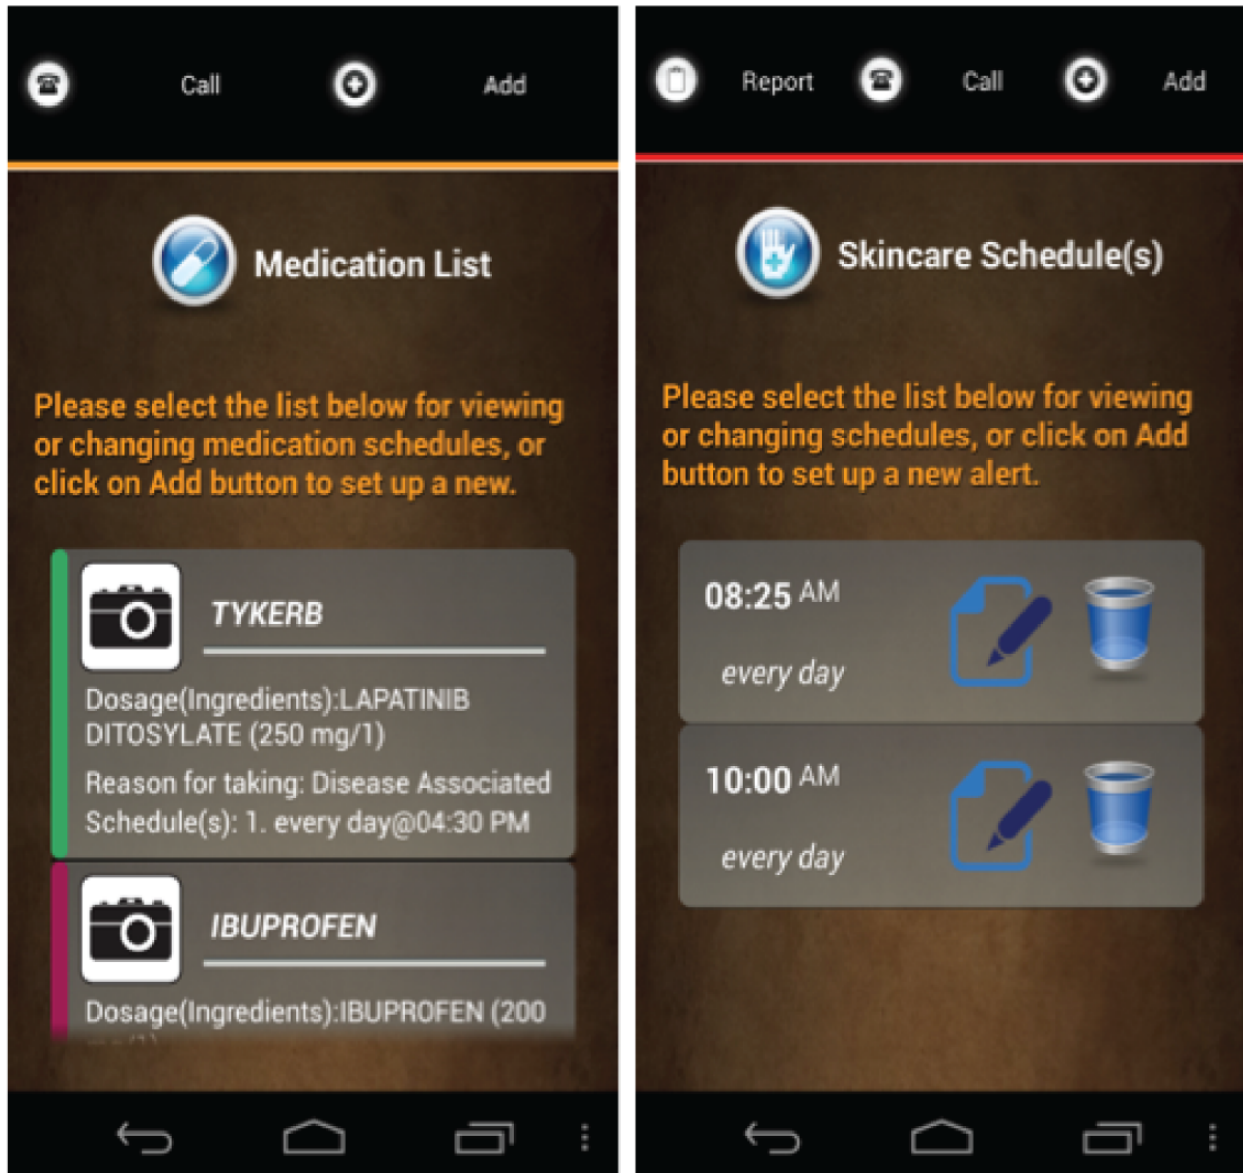 Call Add
Medication List
Please select the list below for viewing
or changing medication schedules, or
click on Add button to set up a new.
TYKERB
Dosage(Ingredients):LAPATINIB
DITOSYLATE (250 mg/1)
Reason for taking: Disease Associated
Schedule(s): 1. every day@04:30 PM
IBUPROFEN
Dosage(Ingredients):IBUPROFEN (200
Report Call Add
Skincare Schedule(s)
Please select the list below for viewing
or changing schedules, or click on Add
button to set up a new alert.
08:25 AM
every day
10:00 AM
every day